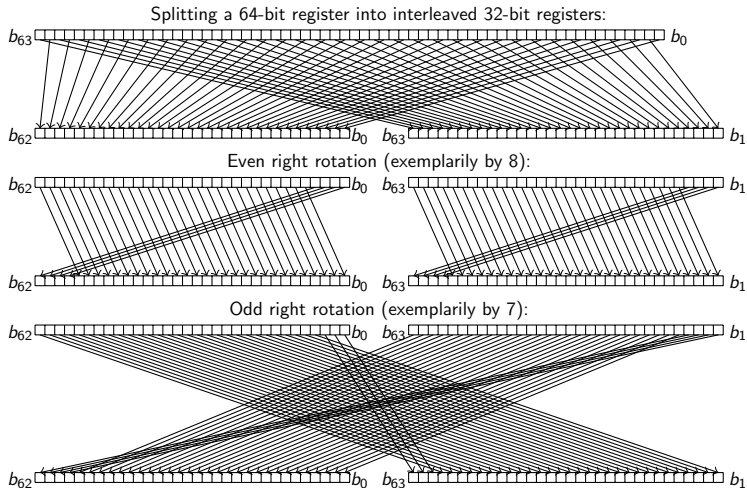 Splitting a 64-bit register into interleaved 32-bit registers:
b₆₃ b₀
b₆₂ b₀ b₆₃ b₁
Even right rotation (exemplarily by 8):
b₆₂ b₀ b₆₃ b₁
b₆₂ b₀ b₆₃ b₁
Odd right rotation (exemplarily by 7):
b₆₂ b₀ b₆₃ b₁
b₆₂ b₀ b₆₃ b₁